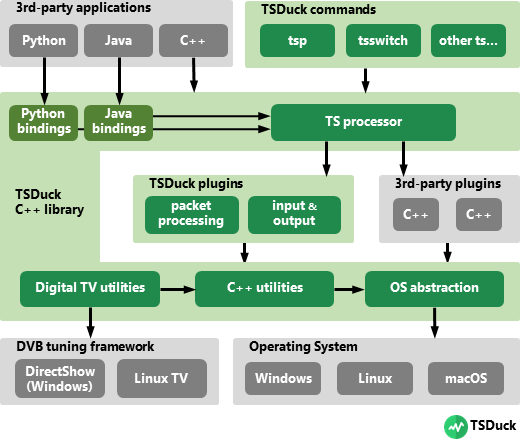 3rd-party applications
Python
Java
C++
TSDuck commands
tsp
tsswitch
other ts...
Python
bindings
Java
bindings
TS processor
TSDuck
C++ library
TSDuck plugins
packet
processing
input &
output
3rd-party plugins
C++
C++
Digital TV utilities
C++ utilities
OS abstraction
DVB tuning framework
DirectShow
(Windows)
Linux TV
Operating System
Windows
Linux
macOS
TSDuck